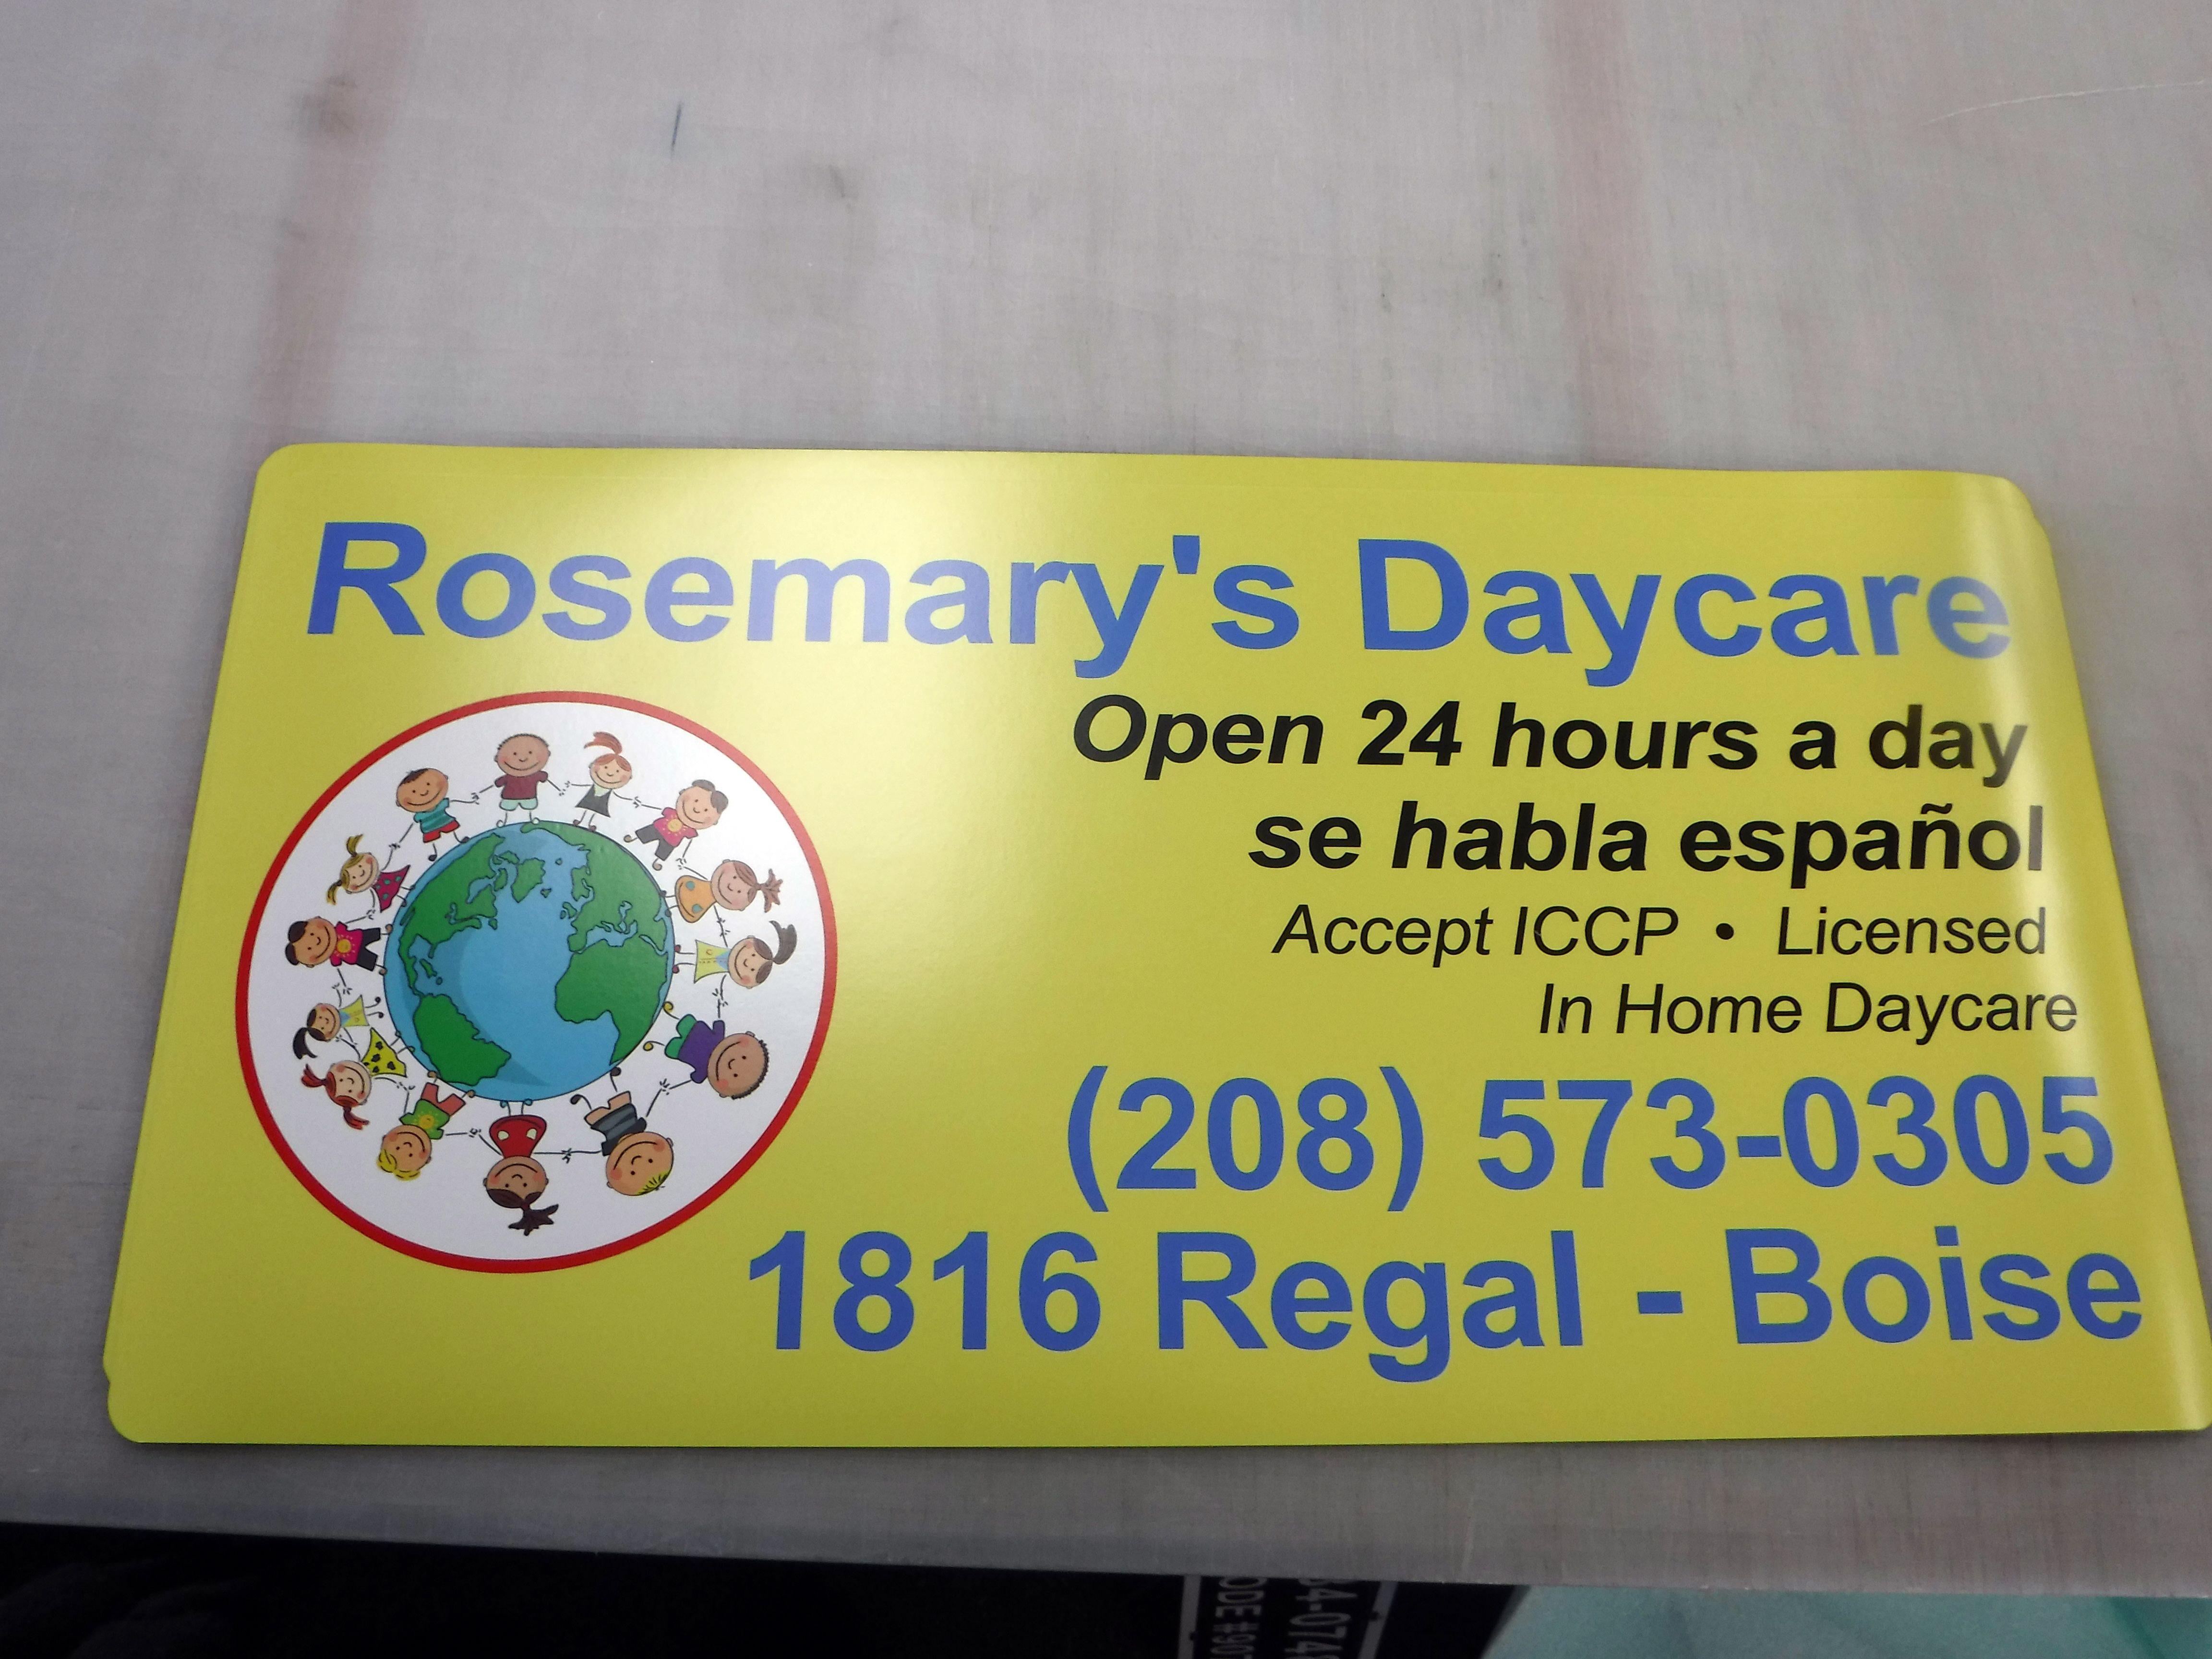 Rosemary's Daycare
Open 24 hours a day
se habla español
Accept ICCP • Licensed
In Home Daycare
(208) 573-0305
1816 Regal - Boise